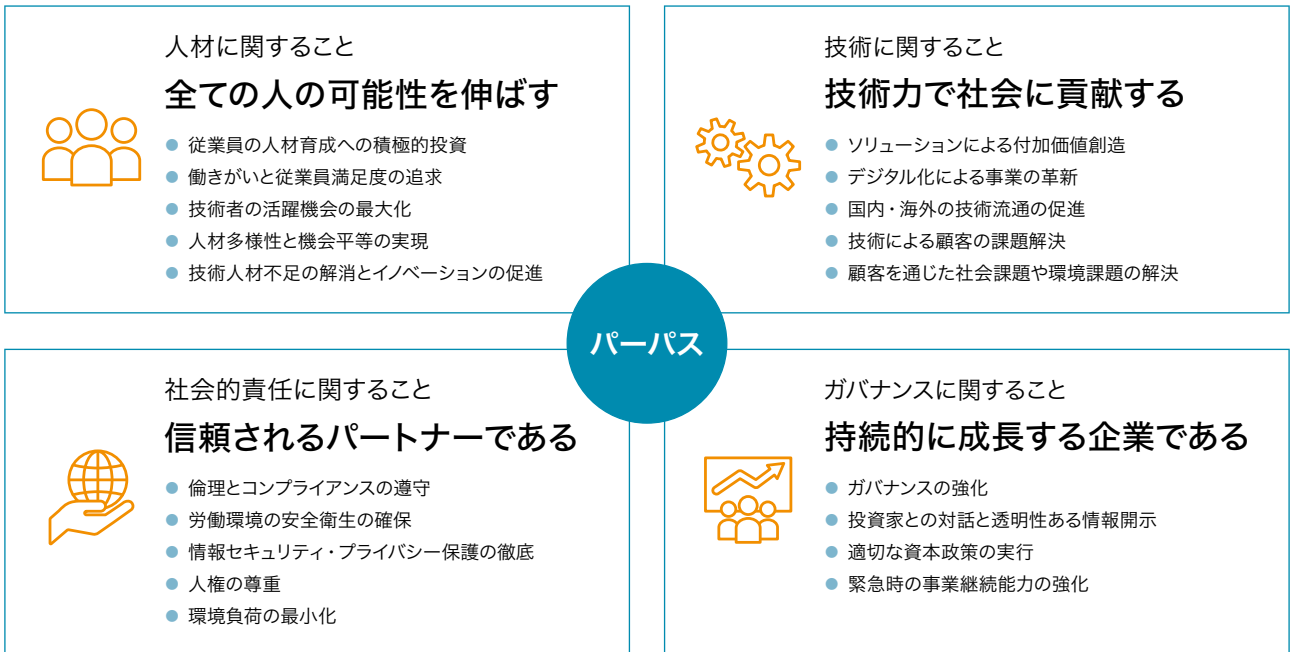 人材に関すること
全ての人の可能性を伸ばす
従業員の人材育成への積極的投資
働きがいと従業員満足度の追求
技術者の活躍機会の最大化
人材多様性と機会平等の実現
技術人材不足の解消とイノベーションの促進
技術に関すること
技術力で社会に貢献する
ソリューションによる付加価値創造
デジタル化による事業の革新
国内・海外の技術流通の促進
技術による顧客の課題解決
顧客を通じた社会課題や環境課題の解決
パーパス
社会的責任に関すること
信頼されるパートナーである
倫理とコンプライアンスの遵守
労働環境の安全衛生の確保
情報セキュリティ・プライバシー保護の徹底
人権の尊重
環境負荷の最小化
ガバナンスに関すること
持続的に成長する企業である
ガバナンスの強化
投資家との対話と透明性ある情報開示
適切な資本政策の実行
緊急時の事業継続能力の強化